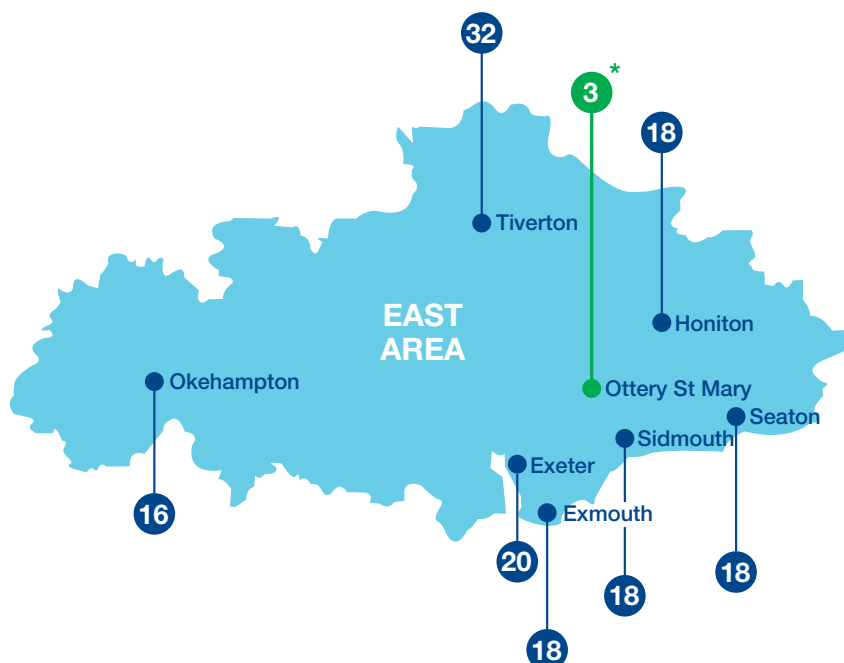 32
3*
18
Tiverton
EAST
AREA
Honiton
Okehampton
Ottery St Mary
Seaton
Sidmouth
Exeter
Exmouth
16
20
18
18
18